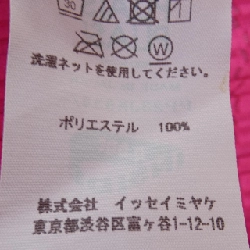 30
W
洗濯ネットを使用してください。
ポリエステル 100%
株式会社 イッセイミヤケ
東京都渋谷区富ヶ谷1-12-10